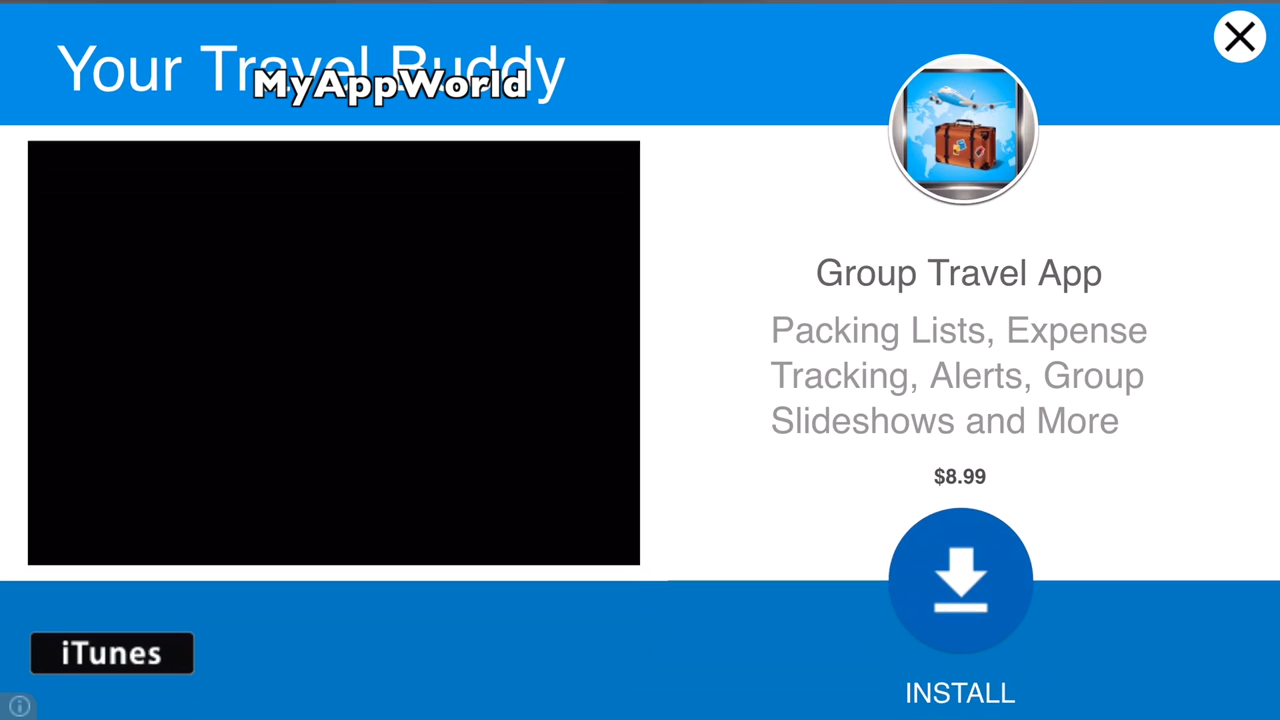 Your Travel Buddy
MyAppWorld
Group Travel App
Packing Lists, Expense
Tracking, Alerts, Group
Slideshows and More
$8.99
iTunes
INSTALL